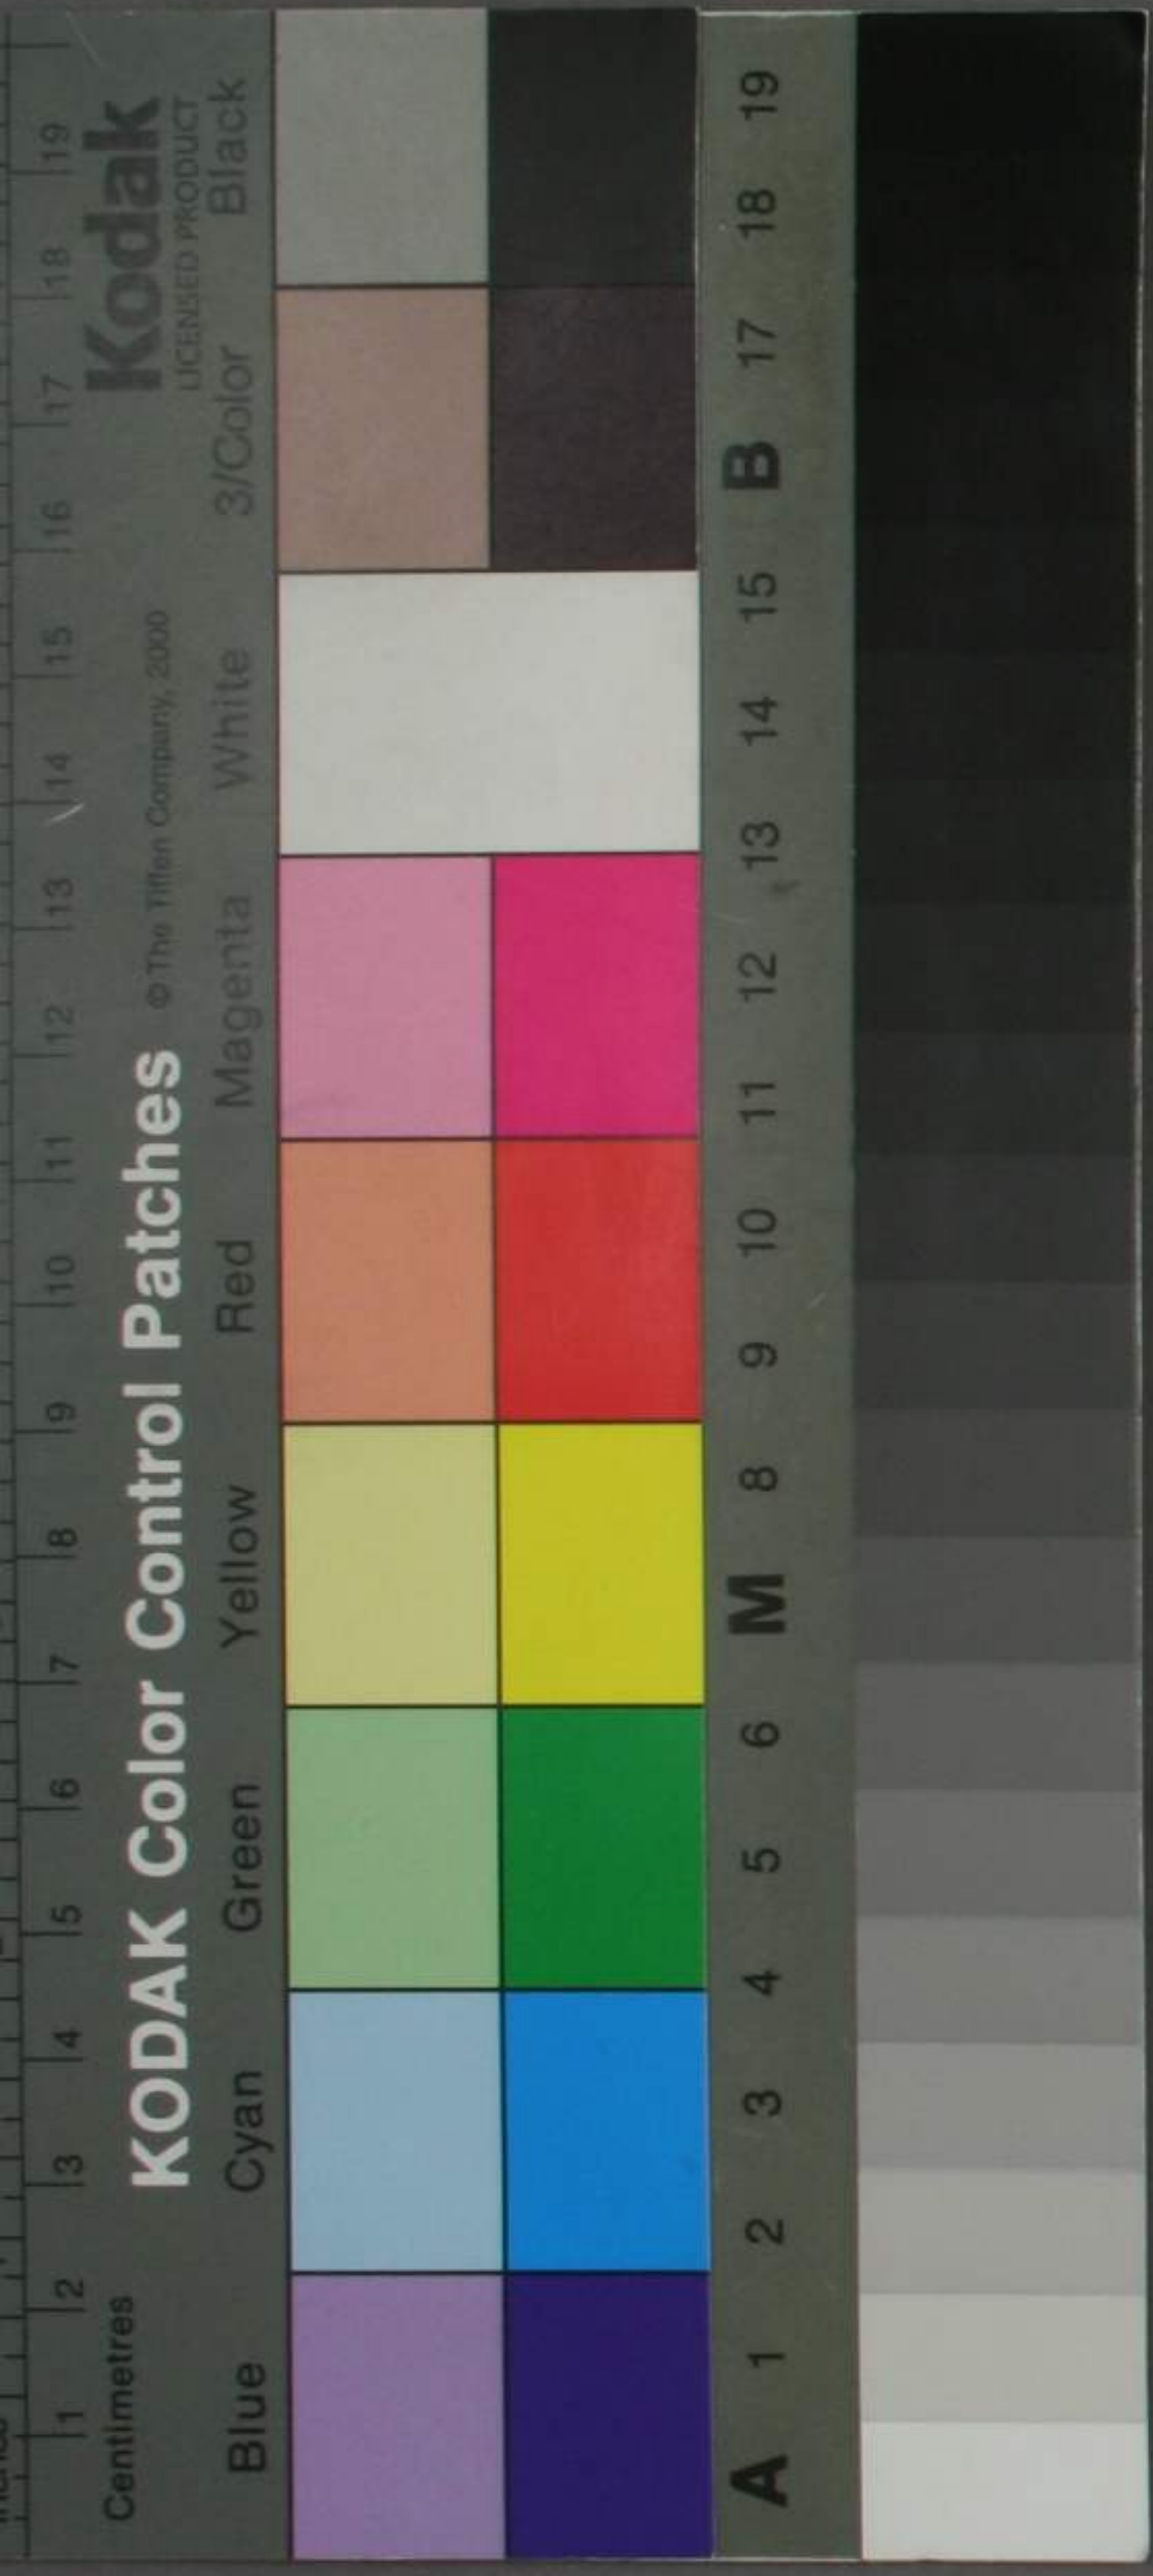 Centimetres
1 2 3 4 5 6 7 8 9 10 11 12 13 14 15 16 17 18 19
KODAK Color Control Patches © The Tiffen Company, 2000
Kodak
LICENSED PRODUCT
Blue Cyan Green Yellow Red Magenta White 3/Color Black
A 1 2 3 4 5 6 M 8 9 10 11 12 13 14 15 B 17 18 19